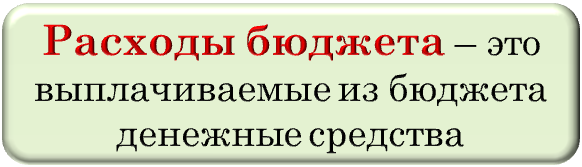 Расходы бюджета – это
выплачиваемые из бюджета
денежные средства